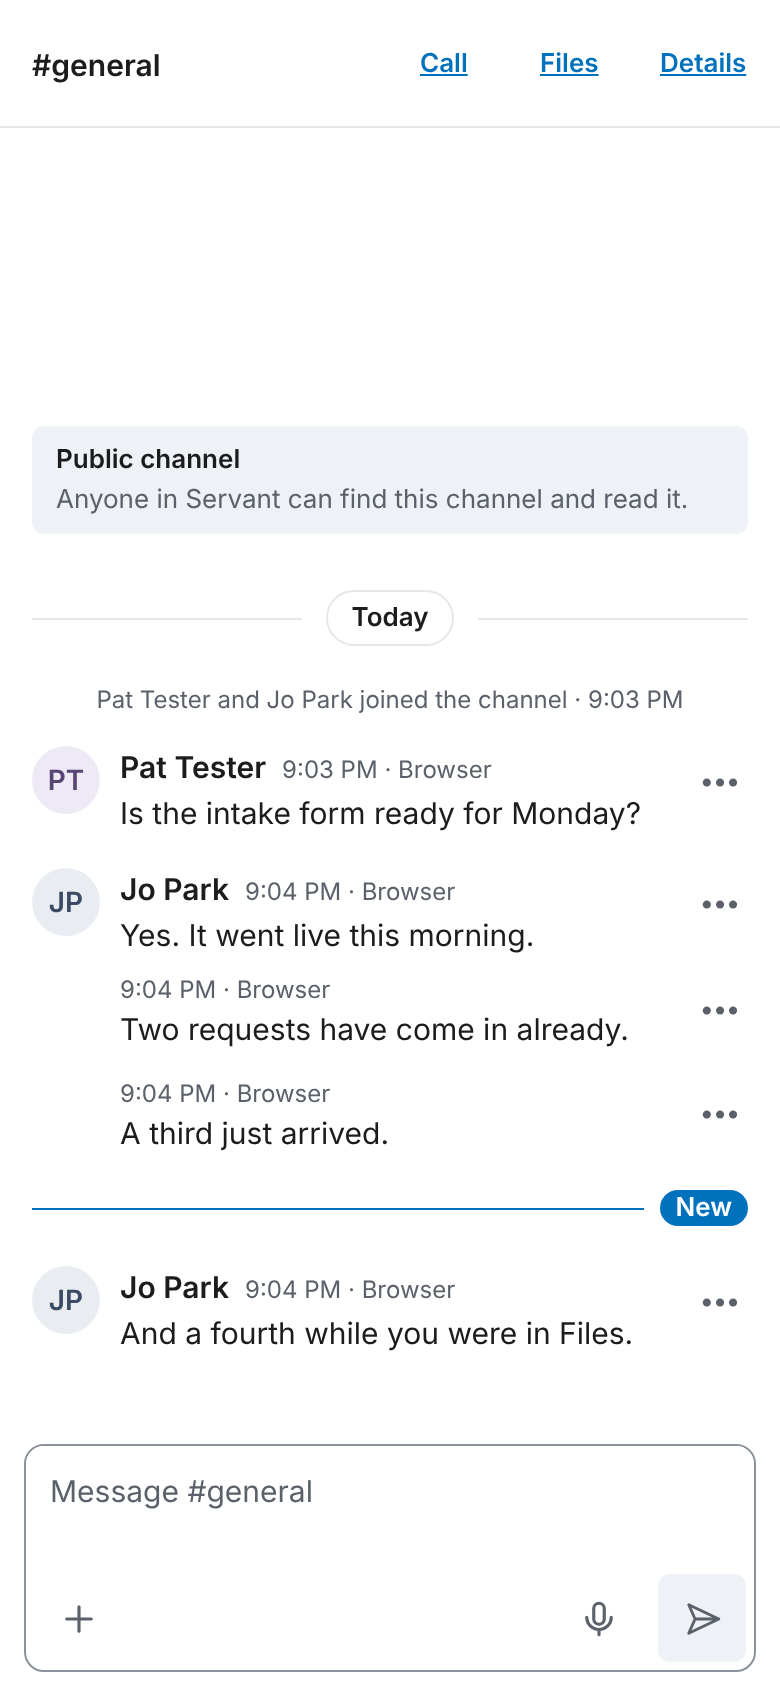 #general
Call
Files
Details
Public channel
Anyone in Servant can find this channel and read it.
Today
Pat Tester and Jo Park joined the channel · 9:03 PM
PT
Pat Tester 9:03 PM · Browser
Is the intake form ready for Monday?
JP
Jo Park 9:04 PM · Browser
Yes. It went live this morning.
9:04 PM · Browser
Two requests have come in already.
9:04 PM · Browser
A third just arrived.
New
JP
Jo Park 9:04 PM · Browser
And a fourth while you were in Files.
Message #general